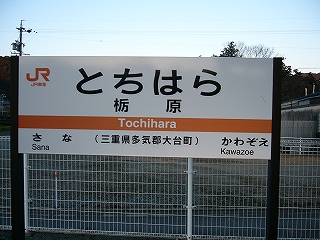 JR
JR東海
とちはら
栃原
Tochihara
さな (三重県多気郡大台町) かわぞえ
Sana Kawazoe